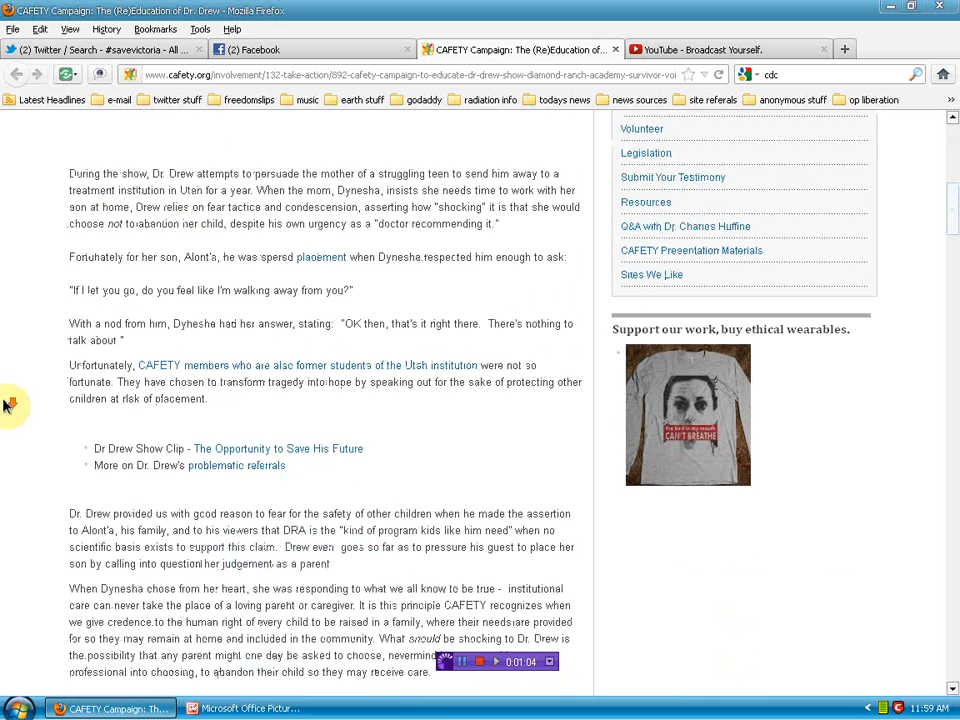 CAFETY Campaign: The (Re)Education of Dr. Drew - Mozilla Firefox
File Edit View History Bookmarks Tools Help
(2) Twitter / Search - #savevictoria - All ...
(2) Facebook
CAFETY Campaign: The (Re)Education of...
YouTube - Broadcast Yourself.
www.cafety.org/involvement/132-take-action/892-cafety-campaign-to-educate-dr-drew-show-diamond-ranch-academy-survivor-voi
cdc
Latest Headlines e-mail twitter stuff freedomslips music earth stuff godaddy radiation info todays news news sources site referals anonymous stuff op liberation
During the show, Dr. Drew attempts to persuade the mother of a struggling teen to send him away to a
treatment institution in Utah for a year. When the mom, Dynesha, insists she needs time to work with her
son at home, Drew relies on fear tactice and condescension, asserting how "shocking" it is that she would
choose not to abandon her child, despite his own urgency as a "doctor recommending it."
Fortunately for her son, Alont'a, he was spersd placement when Dynesha respected him enough to ask:
"If I let you go, do you feel like I'm walking away from you?"
With a nod from him, Dynesha had her answer, stating: "OK then, that's it right there. There's nothing to
talk about "
Unfortunately, CAFETY members who are also former students of the Utah institution were not so
fortunate. They have chosen to transform tragedy into hope by speaking out for the sake of protecting other
children at risk of placement.
Dr Drew Show Clip - The Opportunity to Save His Future
More on Dr. Drew's problematic referrals
Dr. Drew provided us with good reason to fear for the safety of other children when he made the assertion
to Alont'a, his family, and to his viewers that DRA is the "kind of program kids like him need" when no
scientific basis exists to support this claim. Drew even goes so far as to pressure his guest to place her
son by calling into question her judgement as a parent
When Dynesha chose from her heart, she was responding to what we all know to be true - institutional
care can never take the place of a loving parent or caregiver. It is this principle CAFETY recognizes when
we give credence to the human right of every child to be raised in a family, where their needs are provided
for so they may remain at home and included in the community. What should be shocking to Dr. Drew is
the possibility that any parent might one day be asked to choose, nevermind
professional into choosing, to abandon their child so they may receive care.
Volunteer
Legislation
Submit Your Testimony
Resources
Q&A with Dr. Charles Huffine
CAFETY Presentation Materials
Sites We Like
Support our work, buy ethical wearables.
the bird in my mouth
CAN'T BREATHE
0:01:04
CAFETY Campaign: Th...
Microsoft Office Pictur...
11:59 AM